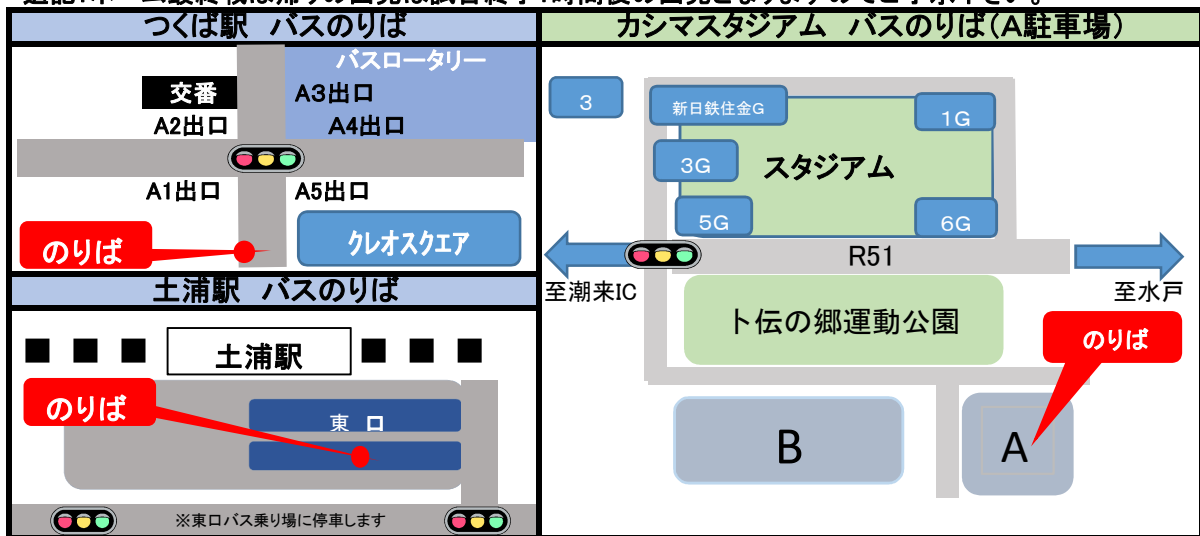 つくば駅 バスのりば
バスロータリー
交番
A3出口
A2出口
A4出口
A1出口
A5出口
のりば
クレオスクエア
土浦駅 バスのりば
土浦駅
のりば
東 口
※東口バス乗り場に停車します
カシマスタジアム バスのりば(A駐車場)
3
新日鉄住金G
1G
3G
スタジアム
5G
6G
R51
至潮来IC
至水戸
卜伝の郷運動公園
のりば
B
A